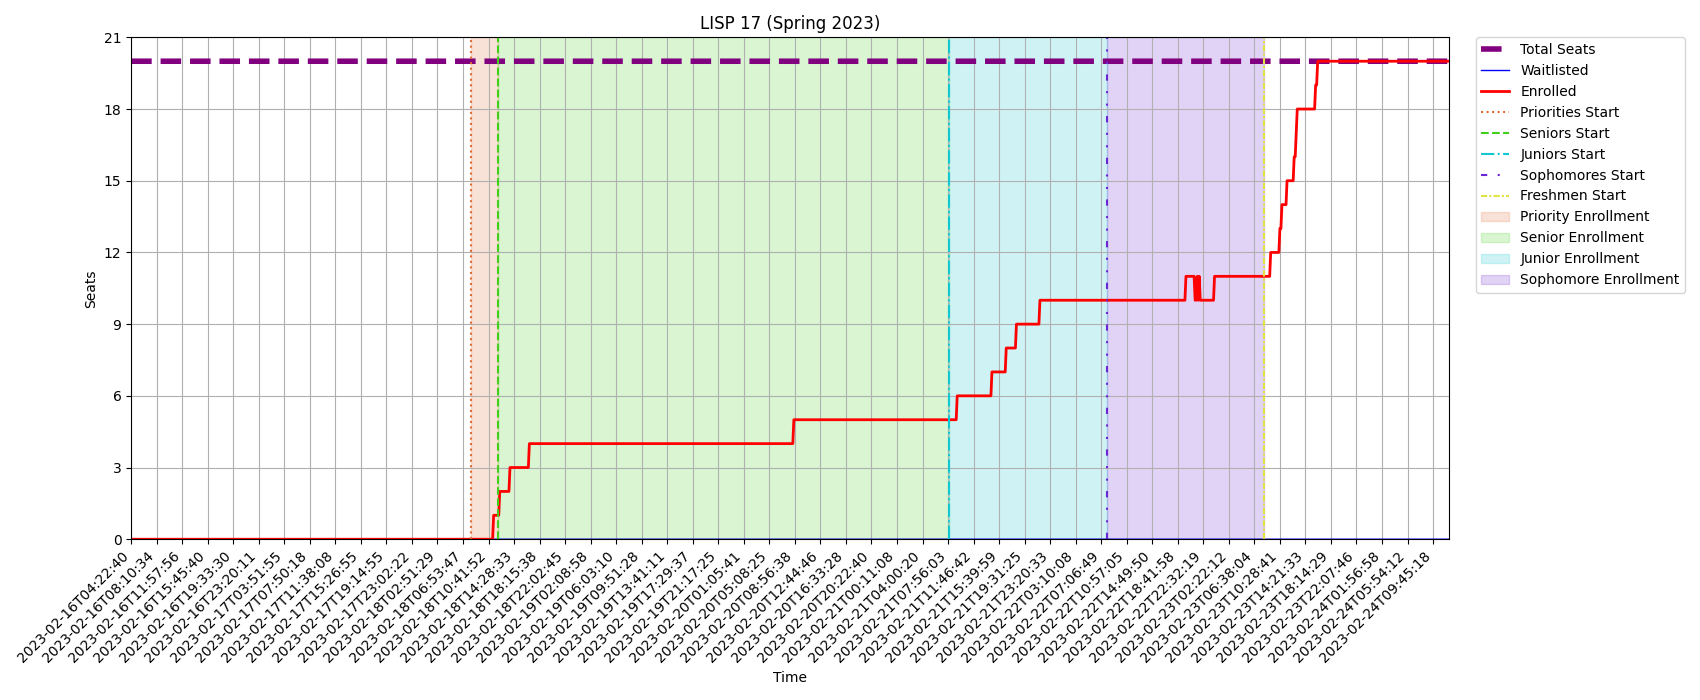 LISP 17 (Spring 2023)
Seats
21
18
15
12
9
6
3
0
2023-02-16T04:22:40
2023-02-16T08:10:34
2023-02-16T11:57:56
2023-02-16T15:45:40
2023-02-16T19:33:30
2023-02-16T23:20:11
2023-02-17T03:51:55
2023-02-17T07:50:18
2023-02-17T11:38:08
2023-02-17T15:26:55
2023-02-17T19:14:55
2023-02-17T23:02:22
2023-02-18T02:51:29
2023-02-18T06:53:47
2023-02-18T10:41:52
2023-02-18T14:28:33
2023-02-18T18:15:38
2023-02-18T22:02:45
2023-02-19T02:08:58
2023-02-19T06:03:10
2023-02-19T09:51:28
2023-02-19T13:41:11
2023-02-19T17:29:37
2023-02-19T21:17:25
2023-02-20T01:05:41
2023-02-20T05:08:25
2023-02-20T08:56:38
2023-02-20T12:44:46
2023-02-20T16:33:28
2023-02-20T20:22:40
2023-02-21T00:11:08
2023-02-21T04:00:20
2023-02-21T07:56:03
2023-02-21T11:46:42
2023-02-21T15:39:59
2023-02-21T19:31:25
2023-02-21T23:20:33
2023-02-22T03:10:08
2023-02-22T07:06:49
2023-02-22T10:57:05
2023-02-22T14:49:50
2023-02-22T18:41:58
2023-02-22T22:32:19
2023-02-23T02:22:12
2023-02-23T06:38:04
2023-02-23T10:28:41
2023-02-23T14:21:33
2023-02-23T18:14:29
2023-02-23T22:07:46
2023-02-24T01:56:58
2023-02-24T05:54:12
2023-02-24T09:45:18
Time
Total Seats
Waitlisted
Enrolled
Priorities Start
Seniors Start
Juniors Start
Sophomores Start
Freshmen Start
Priority Enrollment
Senior Enrollment
Junior Enrollment
Sophomore Enrollment